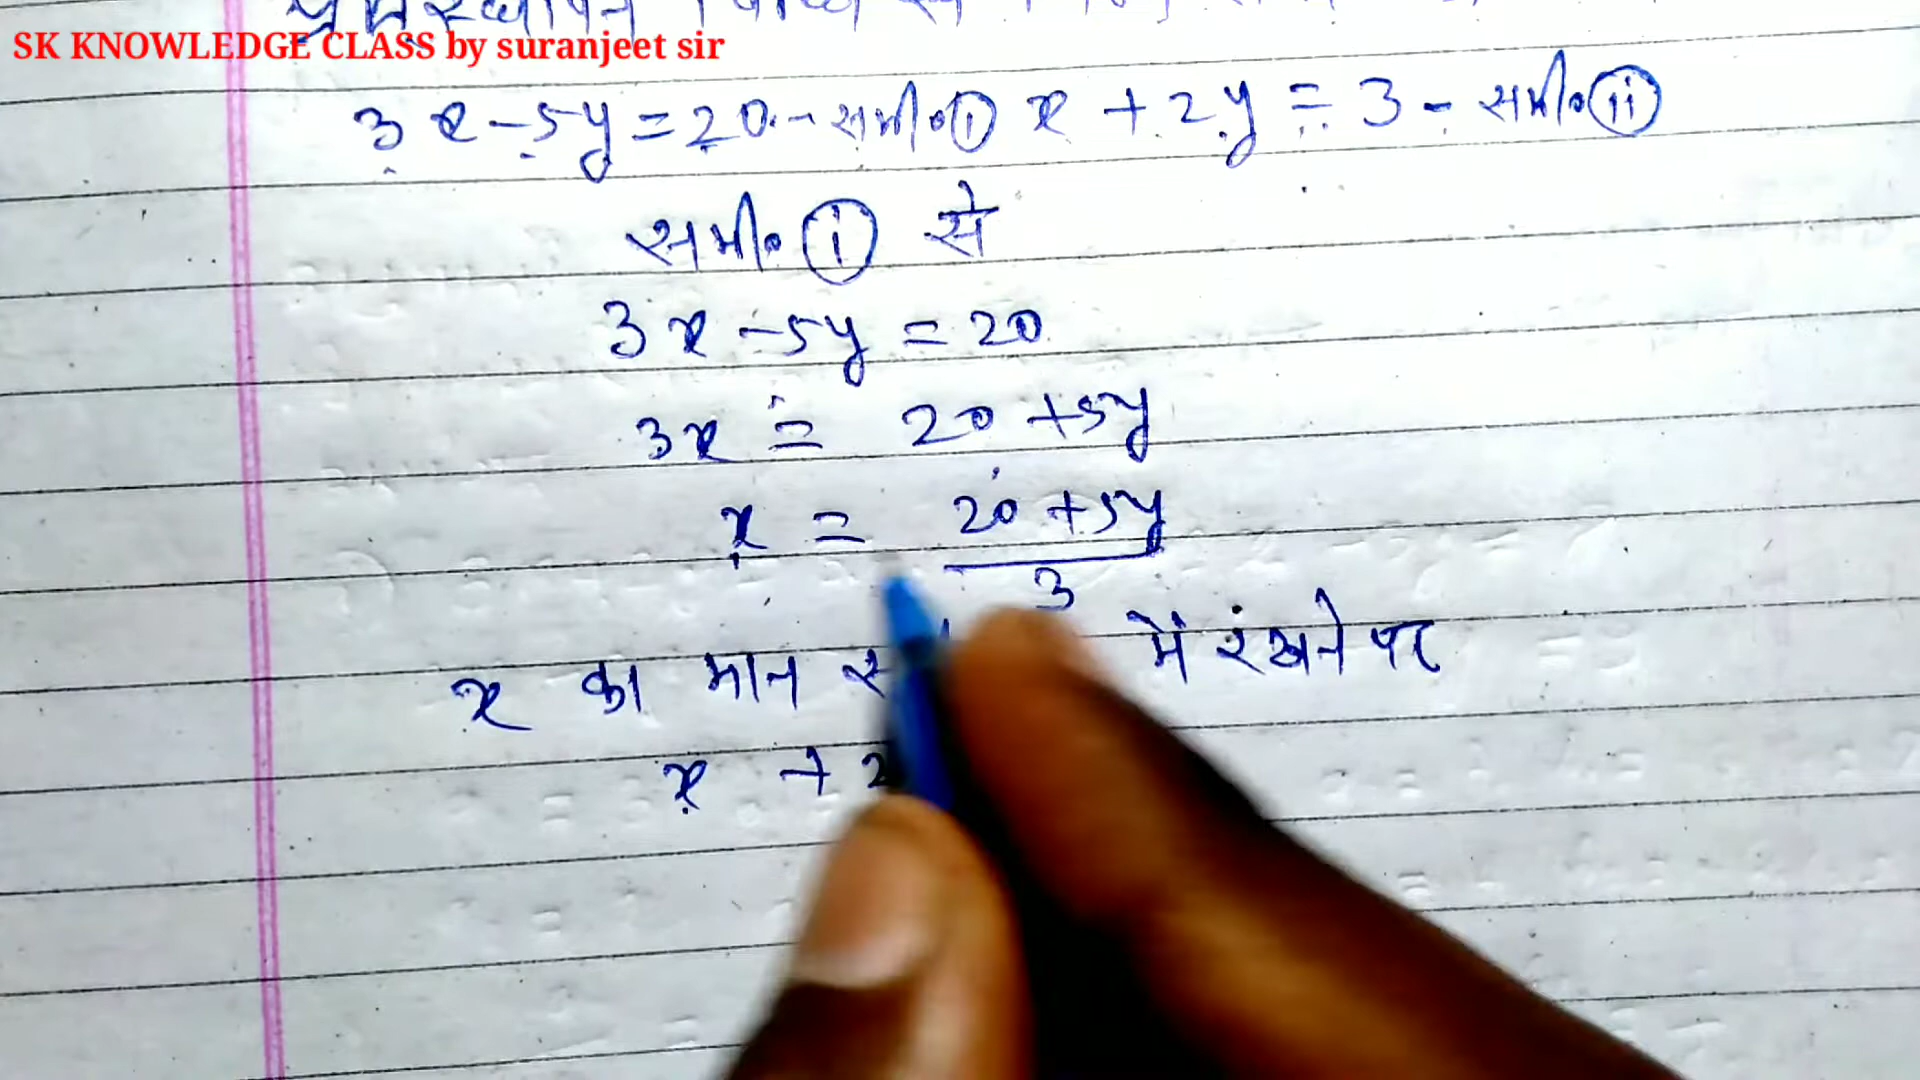 SK KNOWLEDGE CLASS by suranjeet sir
3x - 5y = 20 - समी० (i) x + 2y = 3 - समी० (ii)
समी० (i) से
3x - 5y = 20
3x = 20 + 5y
x = 20 + 5y / 3
x का मान में रखने पर
x + 2